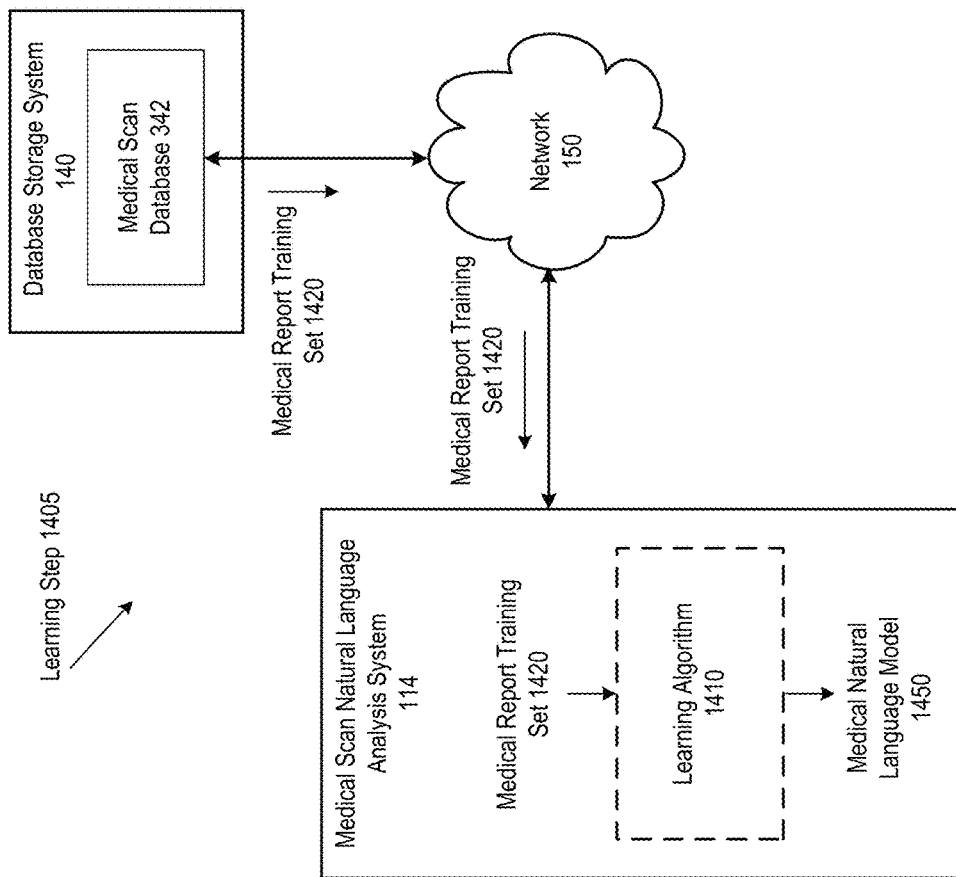 Learning Step 1405
Database Storage System
140
Medical Scan
Database 342
Medical Report Training
Set 1420
Network
150
Medical Report Training
Set 1420
Medical Scan Natural Language
Analysis System
114
Medical Report Training
Set 1420
Learning Algorithm
1410
Medical Natural
Language Model
1450